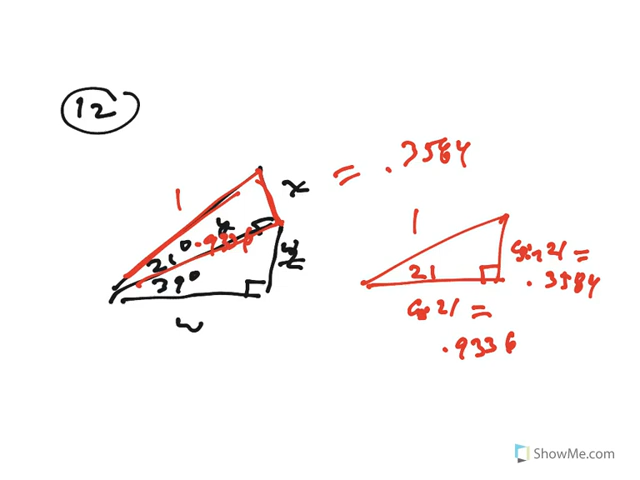 12
1
x = .3584
21°
.9336
39°
y
w
1
21
Sin 21 =
.3584
Cos 21 =
.9336
ShowMe.com